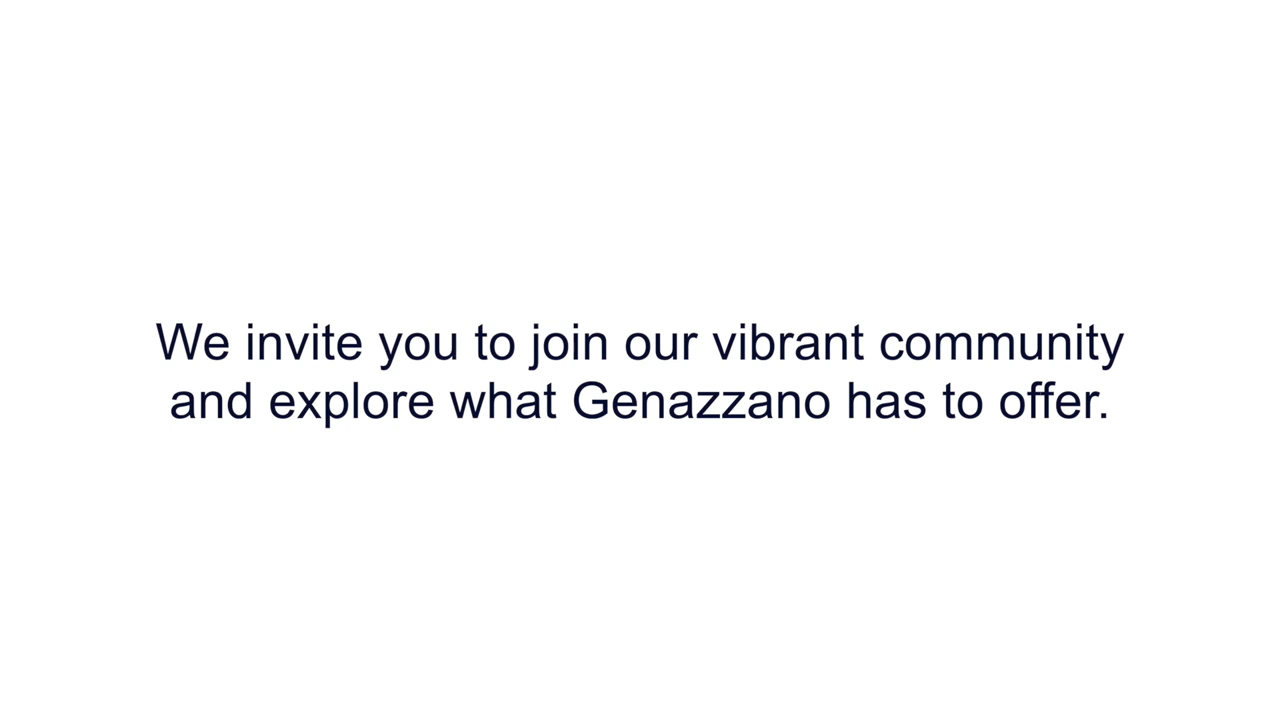 We invite you to join our vibrant community
and explore what Genazzano has to offer.